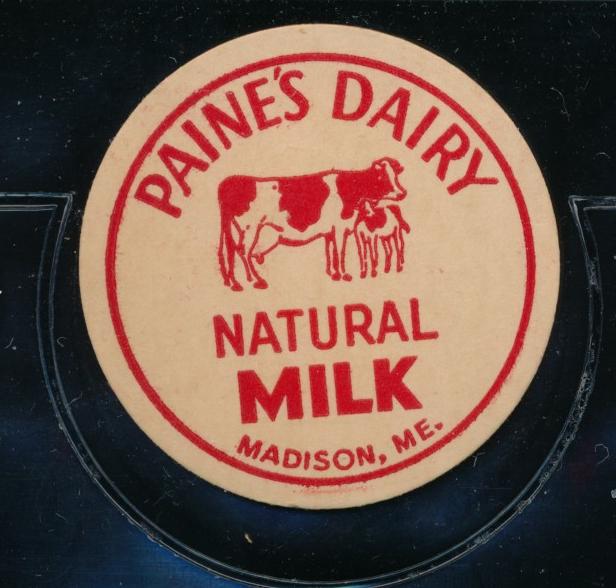 PAINE'S DAIRY
NATURAL
MILK
MADISON, ME.